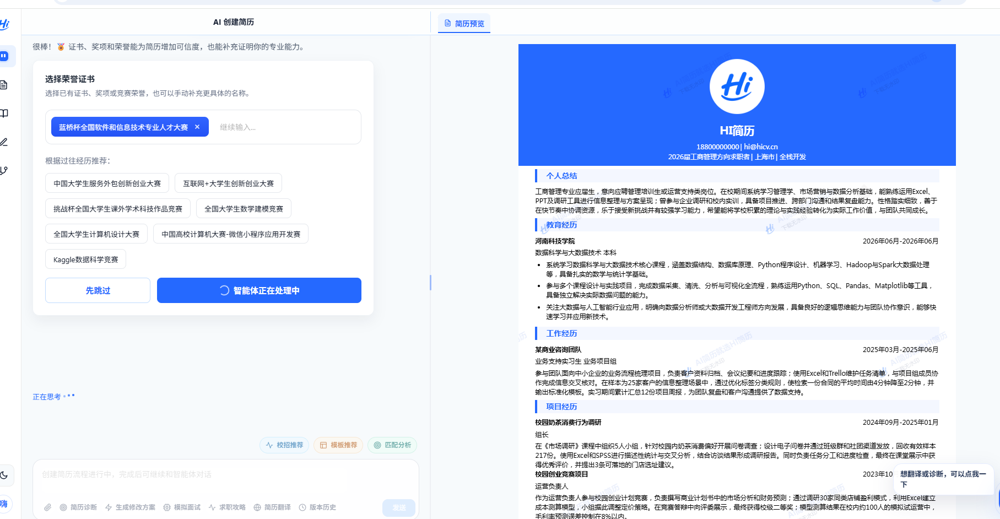 Hi
AI 创建简历
简历预览
很棒！🏅 证书、奖项和荣誉能为简历增加可信度，也能补充证明你的专业能力。
选择荣誉证书
选择已有证书、奖项或竞赛荣誉，也可以手动补充更具体的名称。
蓝桥杯全国软件和信息技术专业人才大赛 ×
继续输入...
根据过往经历推荐：
中国大学生服务外包创新创业大赛
互联网+大学生创新创业大赛
挑战杯全国大学生课外学术科技作品竞赛
全国大学生数学建模竞赛
全国大学生计算机设计大赛
中国高校计算机大赛-微信小程序应用开发赛
Kaggle数据科学竞赛
先跳过
智能体正在处理中
正在思考
校招推荐
模板推荐
匹配分析
创建简历流程进行中，完成后可继续和智能体对话
简历诊断
生成修改方案
模拟面试
求职攻略
简历翻译
版本历史
发送
嗨
Hi
HI简历
18800000000 | hi@hicv.cn
2026届工商管理方向求职者 | 上海市 | 全栈开发
个人总结
工商管理专业应届生，意向应聘管理培训生或运营支持类岗位。在校期间系统学习管理学、市场营销与数据分析基础，能熟练运用Excel、
PPT及调研工具进行信息整理与方案呈现；曾参与企业调研和校内实训，具备项目推进、跨部门沟通和结果复盘能力。性格踏实细致，善于
在快节奏中协调资源，乐于接受新挑战并有较强学习能力，希望能将学校积累的理论与实践经验转化为实际工作价值，与团队共同成长。
教育经历
河南科技学院 2026年06月-2026年06月
数据科学与大数据技术 本科
• 系统学习数据科学与大数据技术核心课程，涵盖数据结构、数据库原理、Python程序设计、机器学习、Hadoop与Spark大数据处理
等，具备扎实的数学与统计学基础。
• 参与多个课程设计与实践项目，完成数据采集、清洗、分析与可视化全流程，熟练运用Python、SQL、Pandas、Matplotlib等工具，
具备独立解决实际数据问题的能力。
• 关注大数据与人工智能行业应用，明确向数据分析师或大数据开发工程师方向发展，具备良好的逻辑思维能力与团队协作意识，能够快
速学习并应用新技术。
工作经历
某商业咨询团队 2025年03月-2025年06月
业务支持实习生 业务项目组
参与团队面向中小企业的业务流程梳理项目，负责客户资料归档、会议纪要和进度跟踪；使用Excel和Trello维护任务清单，与项目组成员协
作完成信息交叉核对。在样本为25家客户的信息整理场景中，通过优化标签分类规则，使检索一份合同的平均时间由4分钟降至2分钟，并
输出标准化模板。实习期间累计汇总12份项目周报，为团队复盘和客户沟通提供了数据支持。
项目经历
校园奶茶消费行为调研 2024年09月-2025年01月
组长
在《市场调研》课程中组织5人小组，针对校园内奶茶消费偏好开展问卷调查；设计电子问卷并通过班级群和社团渠道发放，回收有效样本
217份。使用Excel和SPSS进行描述性统计与交叉分析，结合访谈结果形成调研报告。同时负责任务分工和进度检查，最终在课堂展示中获
得优秀评价，并提出3条可落地的门店选址建议。
校园创业竞赛项目 2023年10
运营负责人
作为运营负责人参与校园创业计划竞赛，负责撰写商业计划书中的市场分析和财务预测；通过调研30家同类店铺盈利模式，利用Excel建立
成本测算模型，小组据此调整定价策略。在竞赛答辩中向评委展示，最终获得校级二等奖；模型测算结果在校内约100人的模拟试运营中，
毛利率预测误差控制在8%以内。
想翻译或诊断，可以点我一
下
AI简历就选HI简历
下载无水印